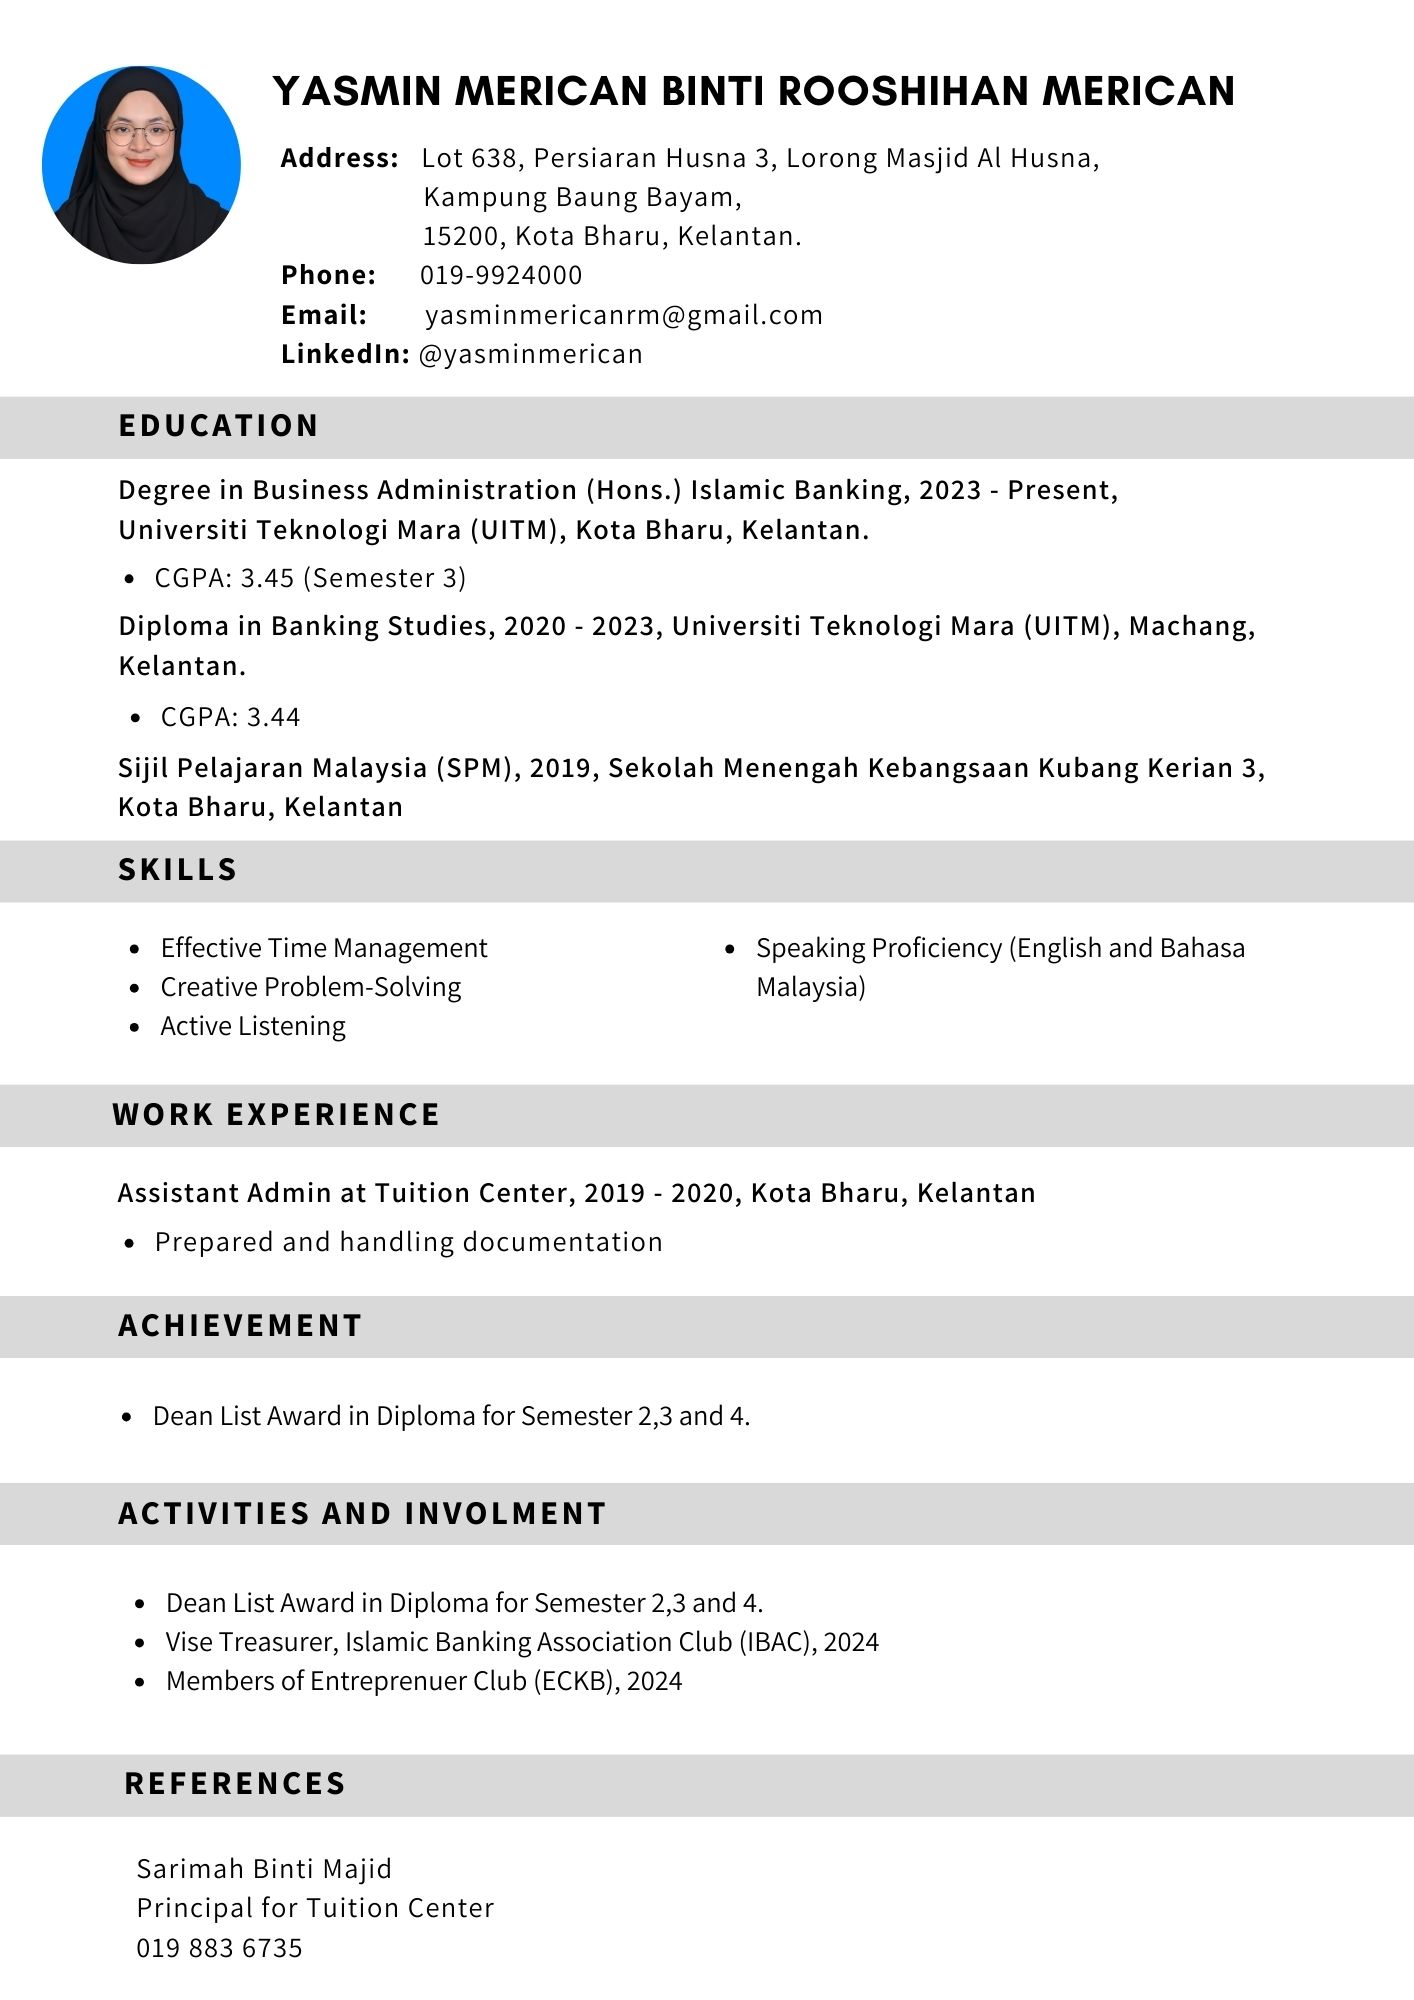 YASMIN MERICAN BINTI ROOSHIHAN MERICAN
Address: Lot 638, Persiaran Husna 3, Lorong Masjid Al Husna,
Kampung Baung Bayam,
15200, Kota Bharu, Kelantan.
Phone: 019-9924000
Email: yasminmericanrm@gmail.com
LinkedIn: @yasminmerican
EDUCATION
Degree in Business Administration (Hons.) Islamic Banking, 2023 - Present,
Universiti Teknologi Mara (UITM), Kota Bharu, Kelantan.
• CGPA: 3.45 (Semester 3)
Diploma in Banking Studies, 2020 - 2023, Universiti Teknologi Mara (UITM), Machang,
Kelantan.
• CGPA: 3.44
Sijil Pelajaran Malaysia (SPM), 2019, Sekolah Menengah Kebangsaan Kubang Kerian 3,
Kota Bharu, Kelantan
SKILLS
• Effective Time Management
• Creative Problem-Solving
• Active Listening
• Speaking Proficiency (English and Bahasa
Malaysia)
WORK EXPERIENCE
Assistant Admin at Tuition Center, 2019 - 2020, Kota Bharu, Kelantan
• Prepared and handling documentation
ACHIEVEMENT
• Dean List Award in Diploma for Semester 2,3 and 4.
ACTIVITIES AND INVOLMENT
• Dean List Award in Diploma for Semester 2,3 and 4.
• Vise Treasurer, Islamic Banking Association Club (IBAC), 2024
• Members of Entreprenuer Club (ECKB), 2024
REFERENCES
Sarimah Binti Majid
Principal for Tuition Center
019 883 6735